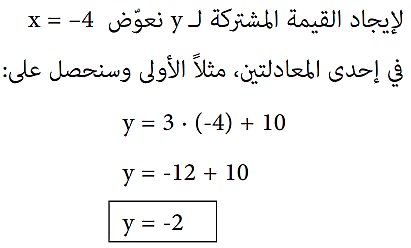 لإيجاد القيمة المشتركة لـ y نعوّض x = −4
في إحدى المعادلتين، مثلاً الأولى وسنحصل على:
y = 3 · (-4) + 10
y = -12 + 10
y = -2